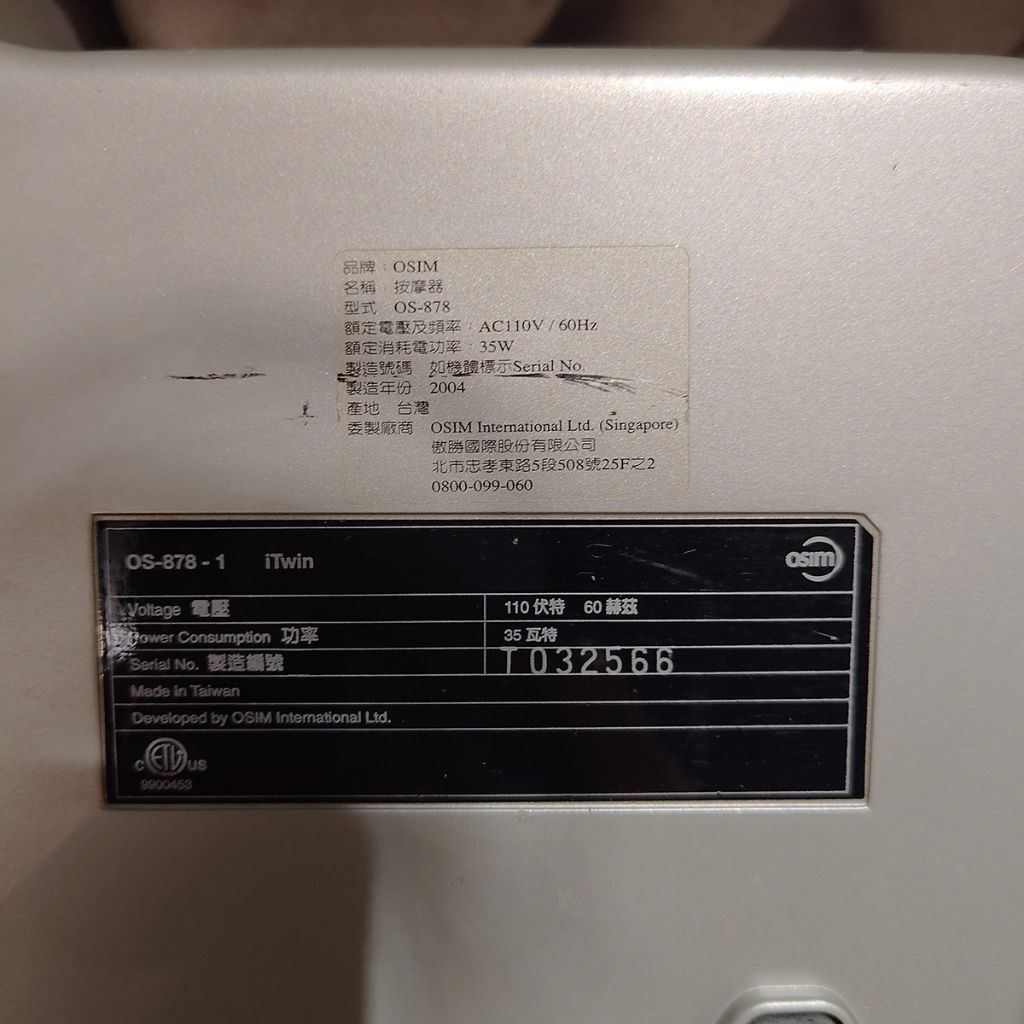 品牌：OSIM
名稱：按摩器
型式 OS-878
額定電壓及頻率：AC110V / 60Hz
額定消耗電功率：35W
製造號碼 如機體標示Serial No.
製造年份 2004
產地 台灣
委製廠商 OSIM International Ltd. (Singapore)
傲勝國際股份有限公司
北市忠孝東路5段508號25F之2
0800-099-060
OS-878 - 1 iTwin
osim
Voltage 電壓 110 伏特 60 赫茲
Power Consumption 功率 35 瓦特
Serial No. 製造編號 T032566
Made in Taiwan
Developed by OSIM International Ltd.
c ETL us
9900453